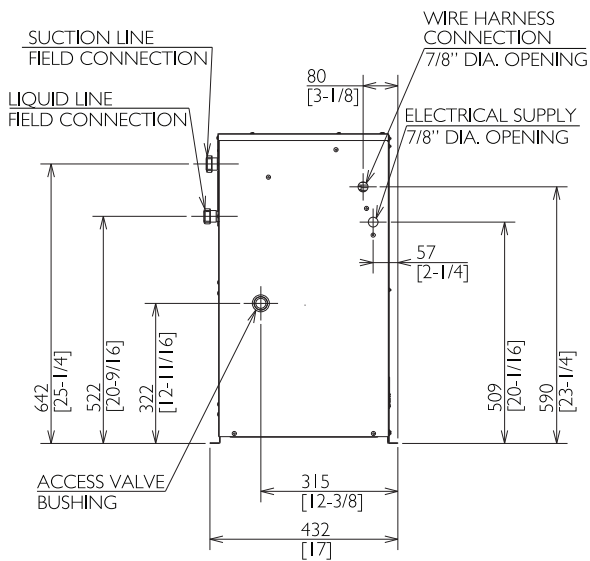 SUCTION LINE
FIELD CONNECTION
LIQUID LINE
FIELD CONNECTION
WIRE HARNESS
CONNECTION
7/8" DIA. OPENING
80
[3-1/8]
ELECTRICAL SUPPLY
7/8" DIA. OPENING
57
[2-1/4]
642
[25-1/4]
522
[20-9/16]
322
[12-11/16]
509
[20-1/16]
590
[23-1/4]
ACCESS VALVE
BUSHING
315
[12-3/8]
432
[17]